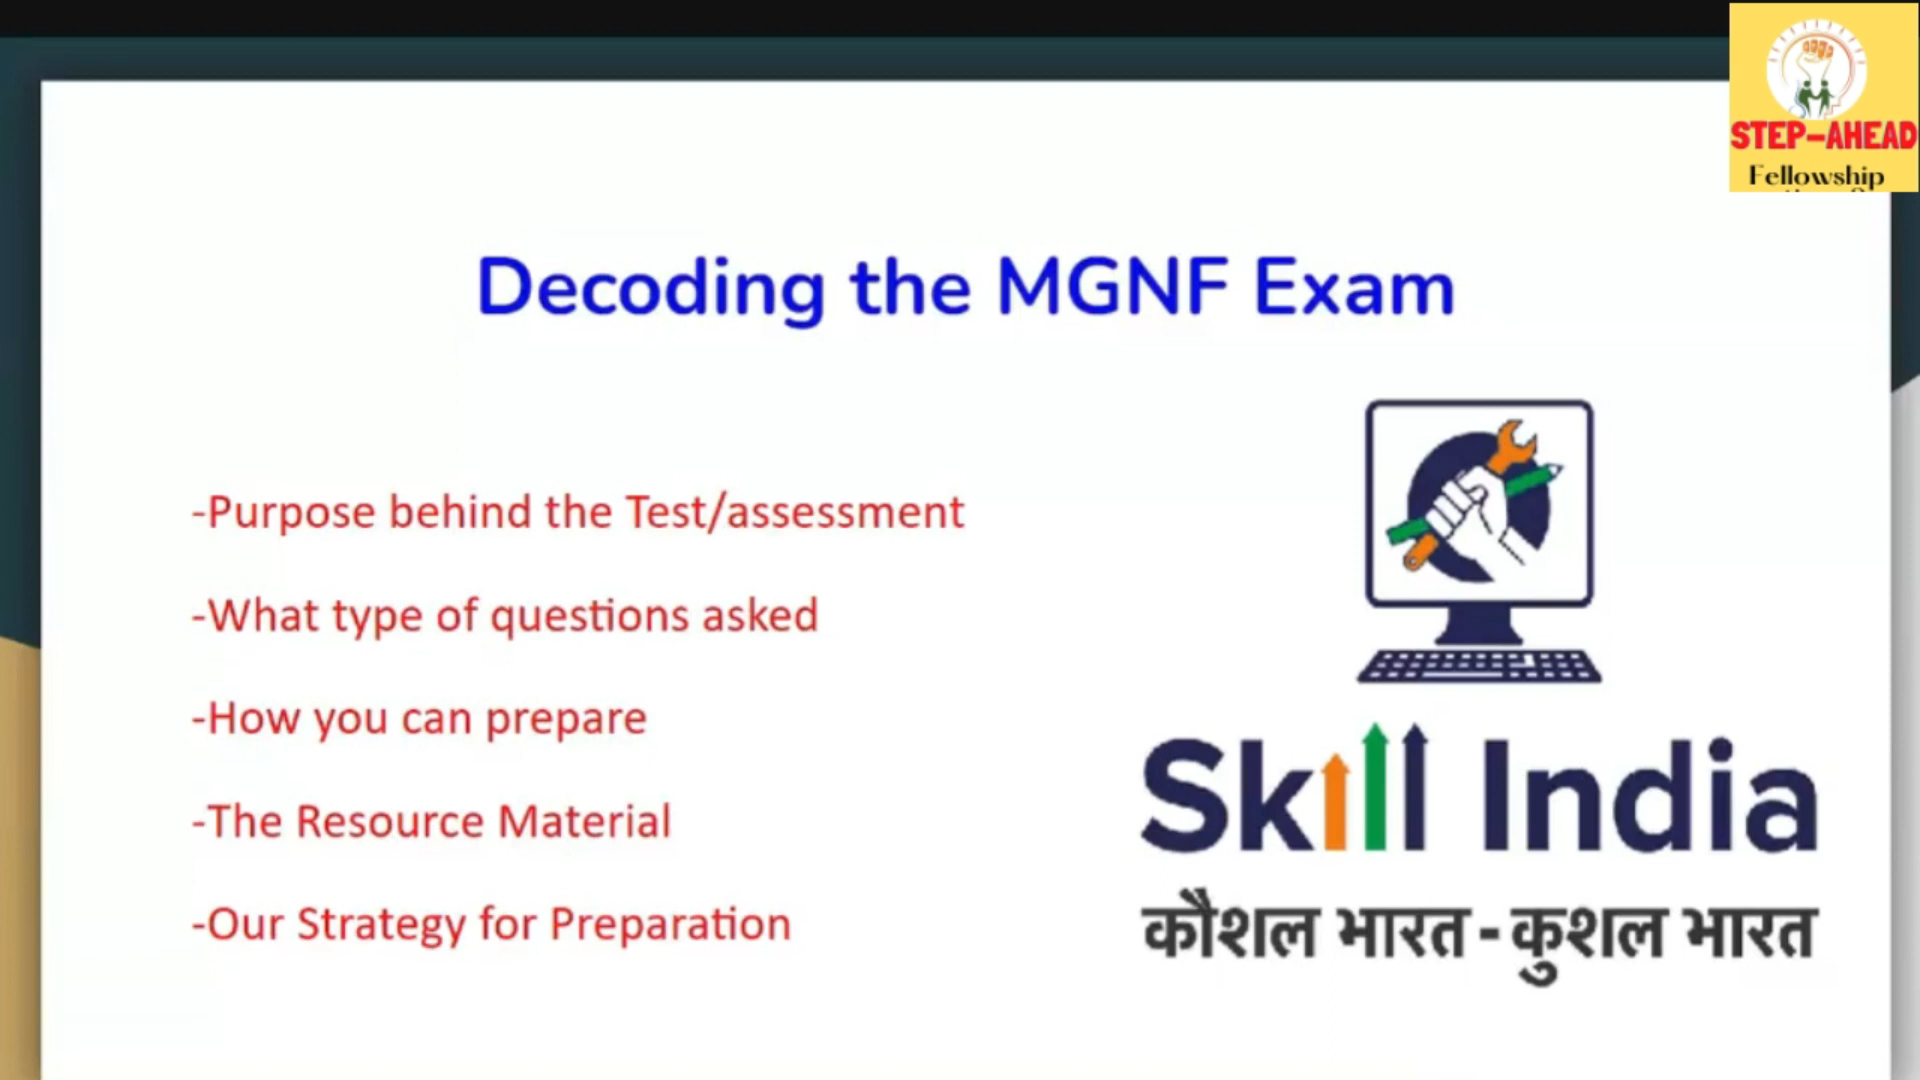 STEP-AHEAD
Fellowship
Decoding the MGNF Exam
-Purpose behind the Test/assessment
-What type of questions asked
-How you can prepare
-The Resource Material
-Our Strategy for Preparation
Skill India
कौशल भारत - कुशल भारत